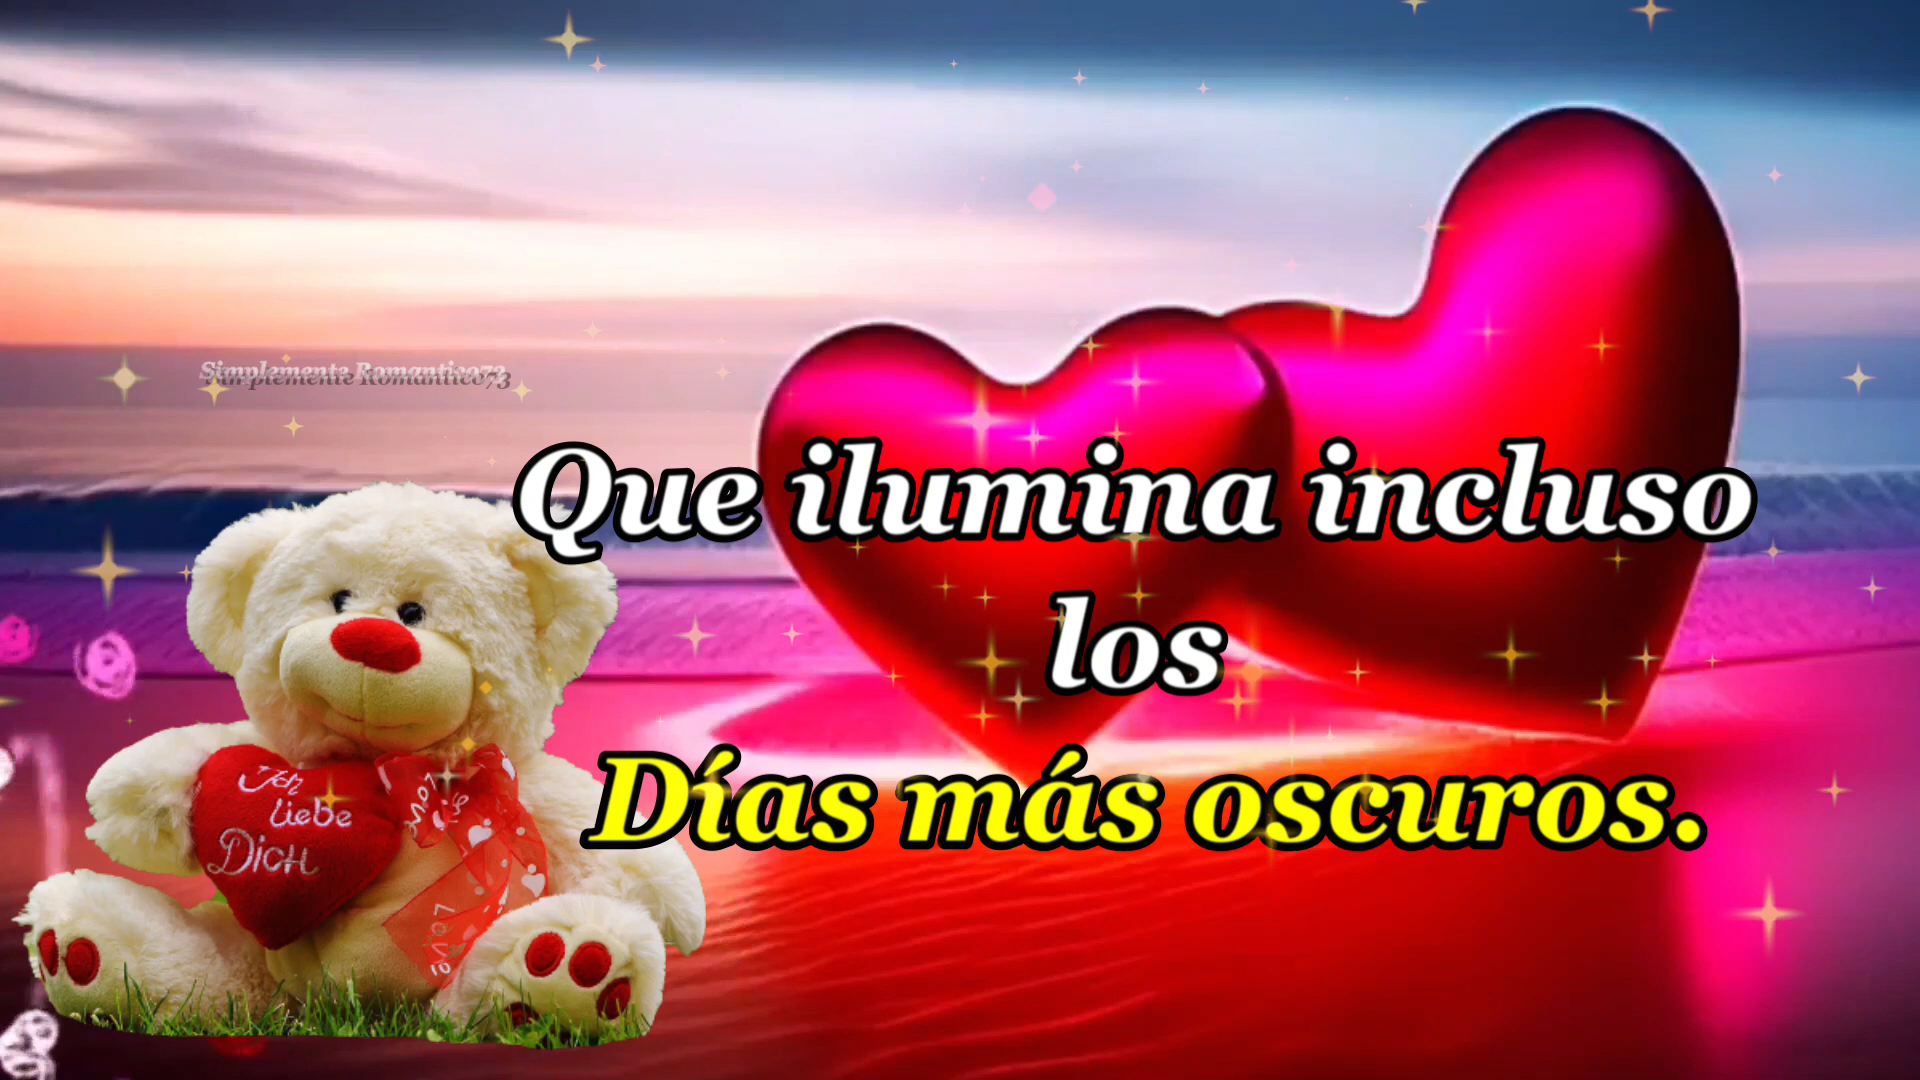 Simplemente Romantico73
Que ilumina incluso
los
Días más oscuros.
Ich
liebe
Dich
Love
Love